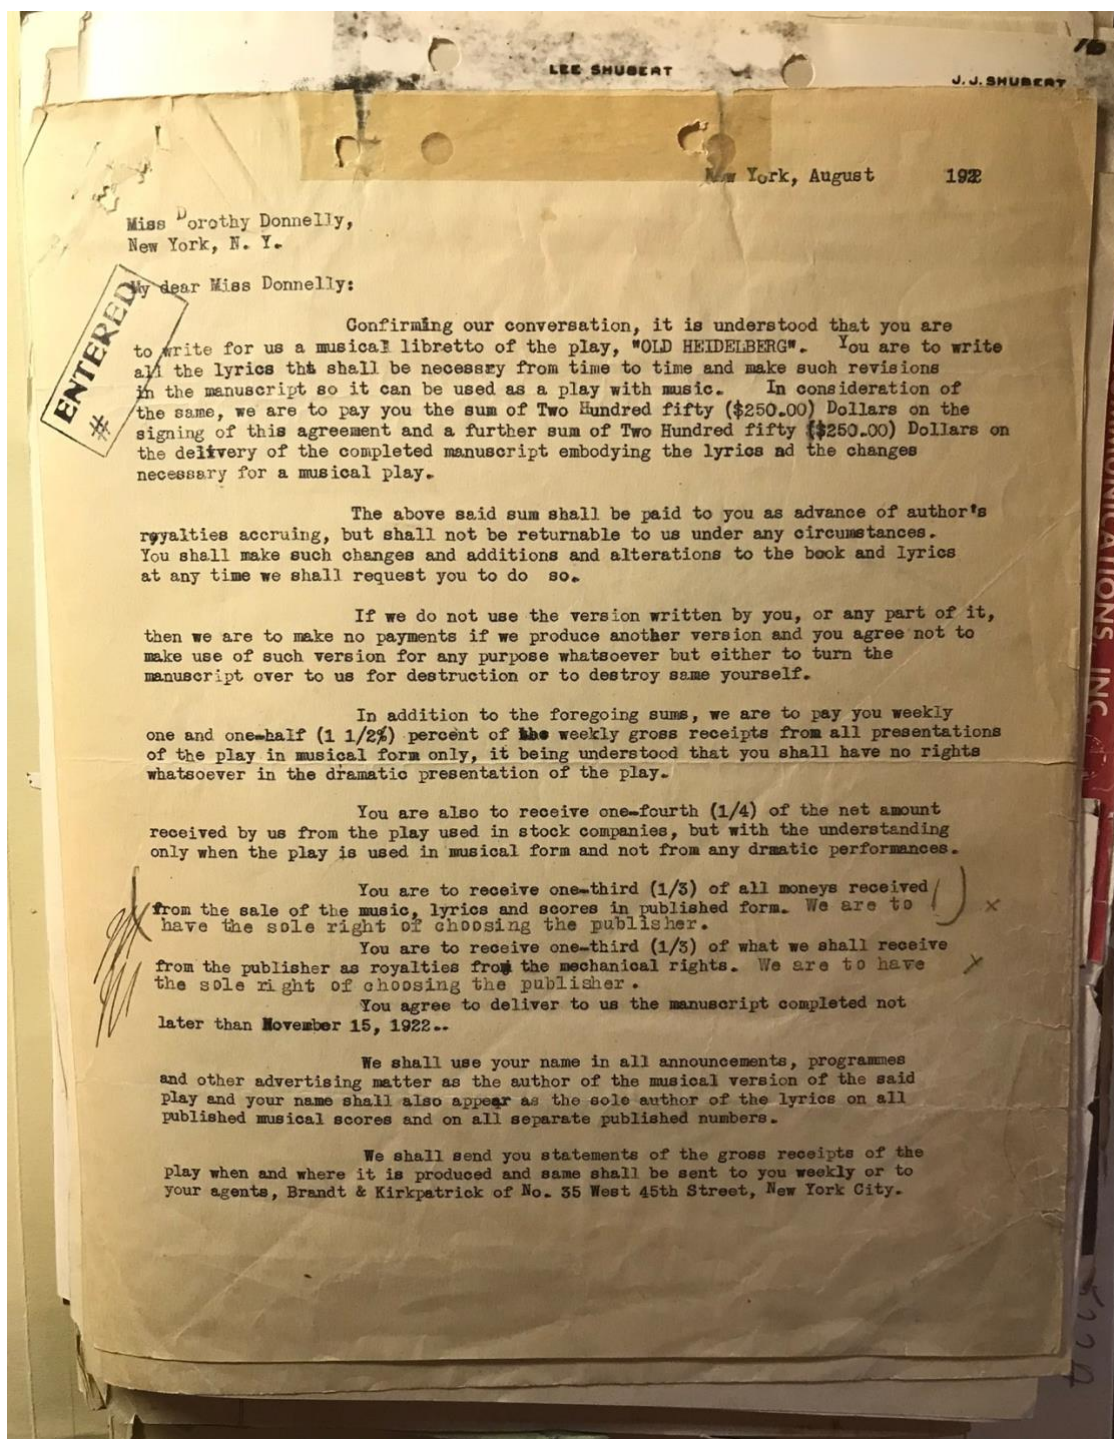 LEE SHUBERT
J. J. SHUBERT
New York, August 1922
Miss Dorothy Donnelly,
New York, N. Y.
My dear Miss Donnelly:
ENTERED
#
Confirming our conversation, it is understood that you are
to write for us a musical libretto of the play, "OLD HEIDELBERG". You are to write
all the lyrics tht shall be necessry from time to time and make such revisions
in the manuscript so it can be used as a play with music. In consideration of
the same, we are to pay you the sum of Two Hundred fifty ($250.00) Dollars on the
signing of this agreement and a further sum of Two Hundred fifty ($250.00) Dollars on
the delivery of the completed manuscript embodying the lyrics ad the changes
necessary for a musical play.
The above said sum shall be paid to you as advance of author's
royalties accruing, but shall not be returnable to us under any circumstances.
You shall make such changes and additions and alterations to the book and lyrics
at any time we shall request you to do so.
If we do not use the version written by you, or any part of it,
then we are to make no payments if we produce another version and you agree not to
make use of such version for any purpose whatsoever but either to turn the
manuscript over to us for destruction or to destroy same yourself.
In addition to the foregoing sums, we are to pay you weekly
one and one-half (1 1/2%) percent of the weekly gross receipts from all presentations
of the play in musical form only, it being understood that you shall have no rights
whatsoever in the dramatic presentation of the play.
You are also to receive one-fourth (1/4) of the net amount
received by us from the play used in stock companies, but with the understanding
only when the play is used in musical form and not from any drmatic performances.
You are to receive one-third (1/3) of all moneys received
from the sale of the music, lyrics and scores in published form. We are to
have the sole right of choosing the publisher.
You are to receive one-third (1/3) of what we shall receive
from the publisher as royalties from the mechanical rights. We are to have
the sole right of choosing the publisher.
You agree to deliver to us the manuscript completed not
later than November 15, 1922..
We shall use your name in all announcements, programmes
and other advertising matter as the author of the musical version of the said
play and your name shall also appear as the sole author of the lyrics on all
published musical scores and on all separate published numbers.
We shall send you statements of the gross receipts of the
play when and where it is produced and same shall be sent to you weekly or to
your agents, Brandt & Kirkpatrick of No. 35 West 45th Street, New York City.